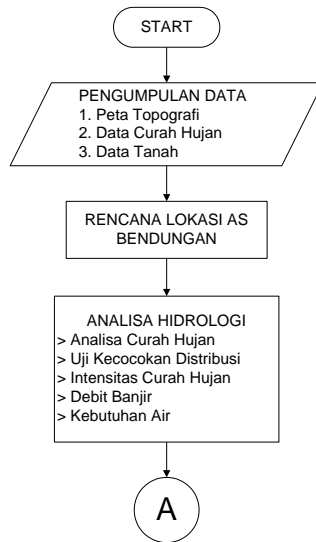 START
PENGUMPULAN DATA
1. Peta Topografi
2. Data Curah Hujan
3. Data Tanah
RENCANA LOKASI AS
BENDUNGAN
ANALISA HIDROLOGI
> Analisa Curah Hujan
> Uji Kecocokan Distribusi
> Intensitas Curah Hujan
> Debit Banjir
> Kebutuhan Air
A